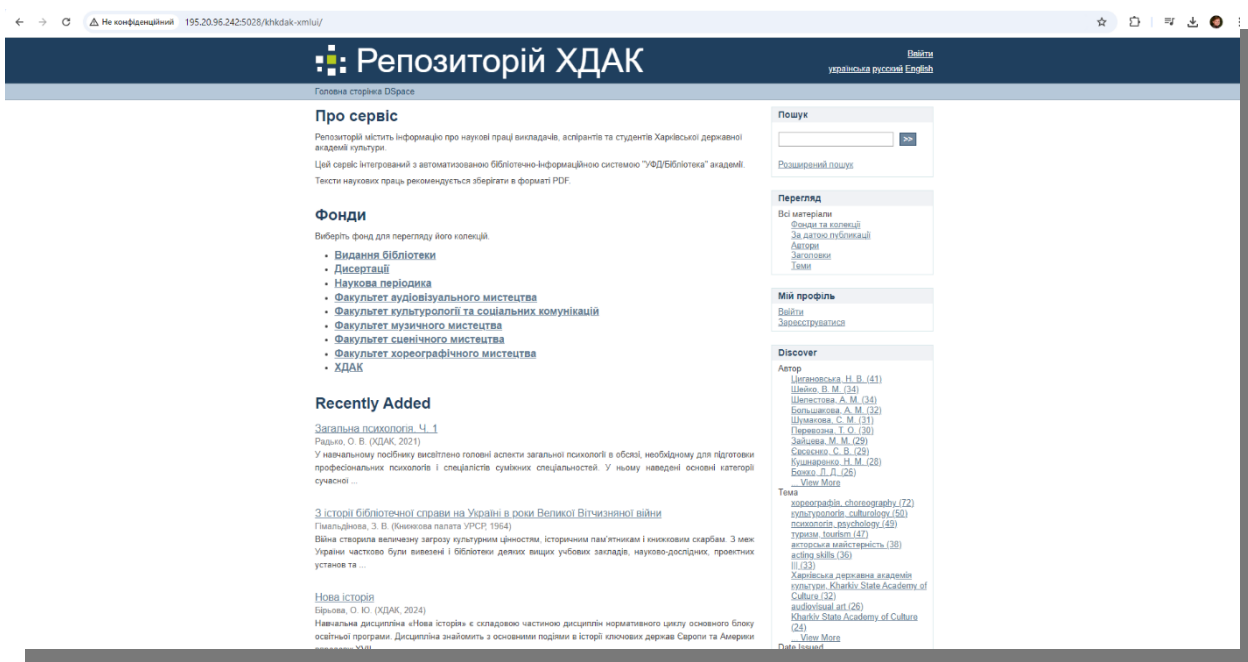 Не конфіденційний 195.20.96.242:5028/khkdak-xmlui/
Репозиторій ХДАК
Ввійти
українська русский English
Головна сторінка DSpace
Про сервіс
Репозиторій містить інформацію про наукові праці викладачів, аспірантів та студентів Харківської державної
академії культури.
Цей сервіс інтегрований з автоматизованою бібліотечно-інформаційною системою "УФД/Бібліотека" академії.
Тексти наукових праць рекомендується зберігати в форматі PDF.
Фонди
Виберіть фонд для перегляду його колекцій.
Видання бібліотеки
Дисертації
Наукова періодика
Факультет аудіовізуального мистецтва
Факультет культурології та соціальних комунікацій
Факультет музичного мистецтва
Факультет сценічного мистецтва
Факультет хореографічного мистецтва
ХДАК
Recently Added
Загальна психологія. Ч. 1
Радько, О. В. (ХДАК, 2021)
У навчальному посібнику висвітлено головні аспекти загальної психології в обсязі, необхідному для підготовки
професіональних психологів і спеціалістів суміжних спеціальностей. У ньому наведені основні категорії
сучасної ...
З історії бібліотечної справи на Україні в роки Великої Вітчизняної війни
Гімальдінова, З. В. (Книжкова палата УРСР, 1964)
Війна створила величезну загрозу культурним цінностям, історичним пам'ятникам і книжковим скарбам. З меж
України частково були вивезені і бібліотеки деяких вищих учбових закладів, науково-дослідних, проектних
установ та ...
Нова історія
Бірьова, О. Ю. (ХДАК, 2024)
Навчальна дисципліна «Нова історія» є складовою частиною дисциплін нормативного циклу основного блоку
освітньої програми. Дисципліна знайомить з основними подіями в історії ключових держав Європи та Америки
Пошук
>>
Розширений пошук
Перегляд
Всі матеріали
Фонди та колекції
За датою публикації
Автори
Заголовки
Теми
Мій профіль
Ввійти
Зареєструватися
Discover
Автор
Цигановська, Н. В. (41)
Шейко, В. М. (34)
Шелестова, А. М. (34)
Большакова, А. М. (32)
Шумакова, С. М. (31)
Перевозна, Т. О. (30)
Зайцева, М. М. (29)
Євсеєнко, С. В. (29)
Кушнаренко, Н. М. (28)
Божко, Л. Д. (26)
... View More
Тема
хореографія, choreography (72)
культурологія, culturology (50)
психологія, psychology (49)
туризм, tourism (47)
акторська майстерність (38)
acting skills (36)
||| (33)
Харківська державна академія
культури, Kharkiv State Academy of
Culture (32)
audiovisual art (26)
Kharkiv State Academy of Culture
(24)
... View More
Date Issued